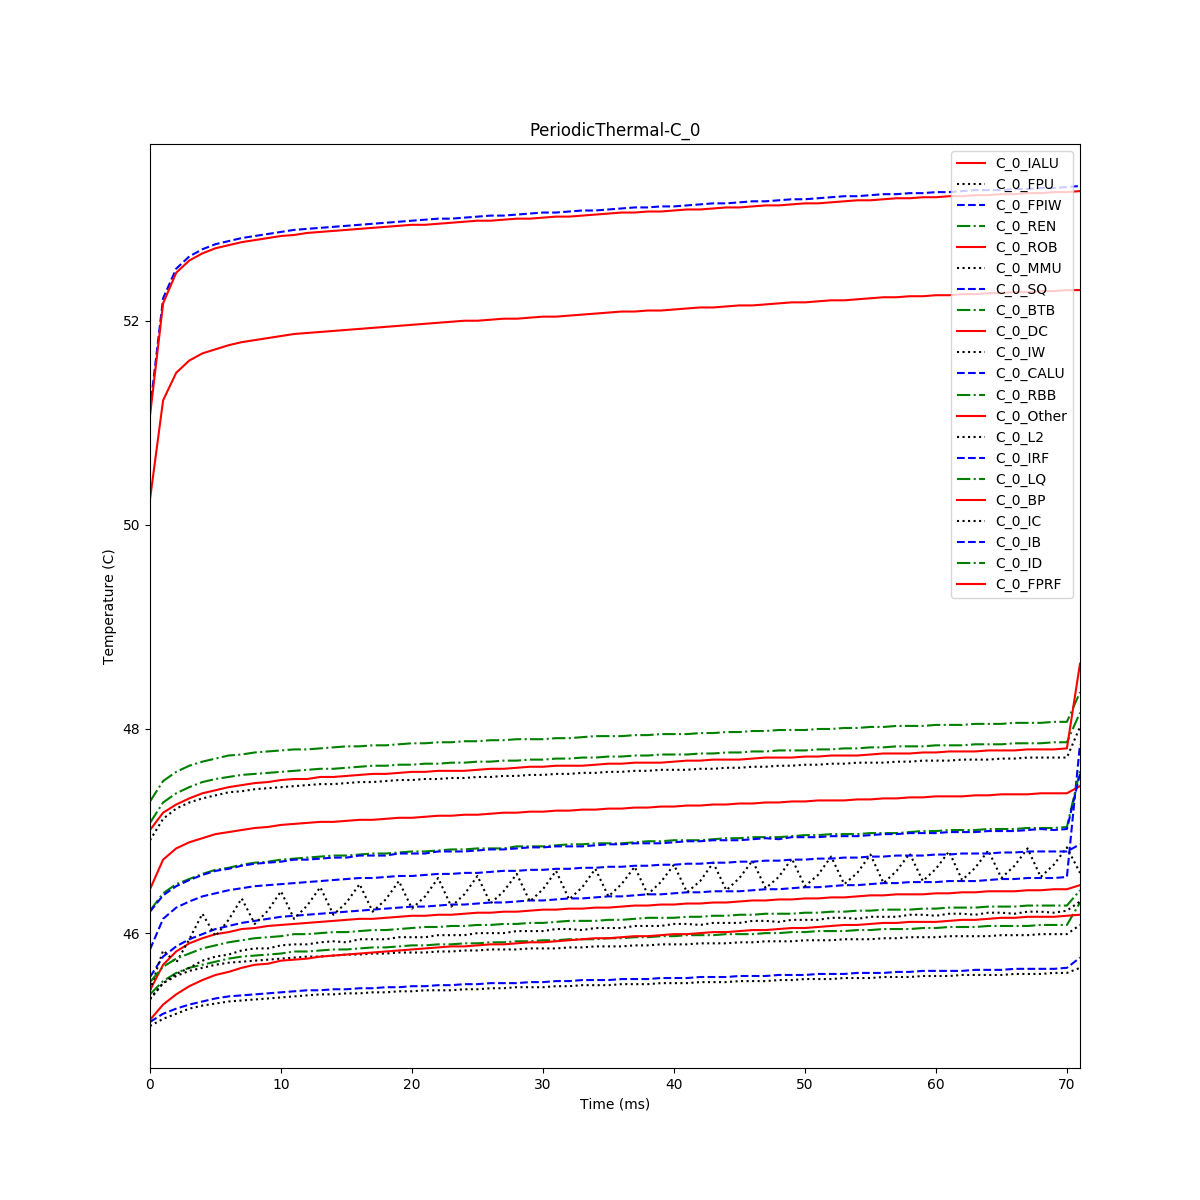 PeriodicThermal-C_0
C_0_IALU
C_0_FPU
C_0_FPIW
C_0_REN
C_0_ROB
C_0_MMU
C_0_SQ
C_0_BTB
C_0_DC
C_0_IW
C_0_CALU
C_0_RBB
C_0_Other
C_0_L2
C_0_IRF
C_0_LQ
C_0_BP
C_0_IC
C_0_IB
C_0_ID
C_0_FPRF
Temperature (C)
52
50
48
46
0 10 20 30 40 50 60 70
Time (ms)